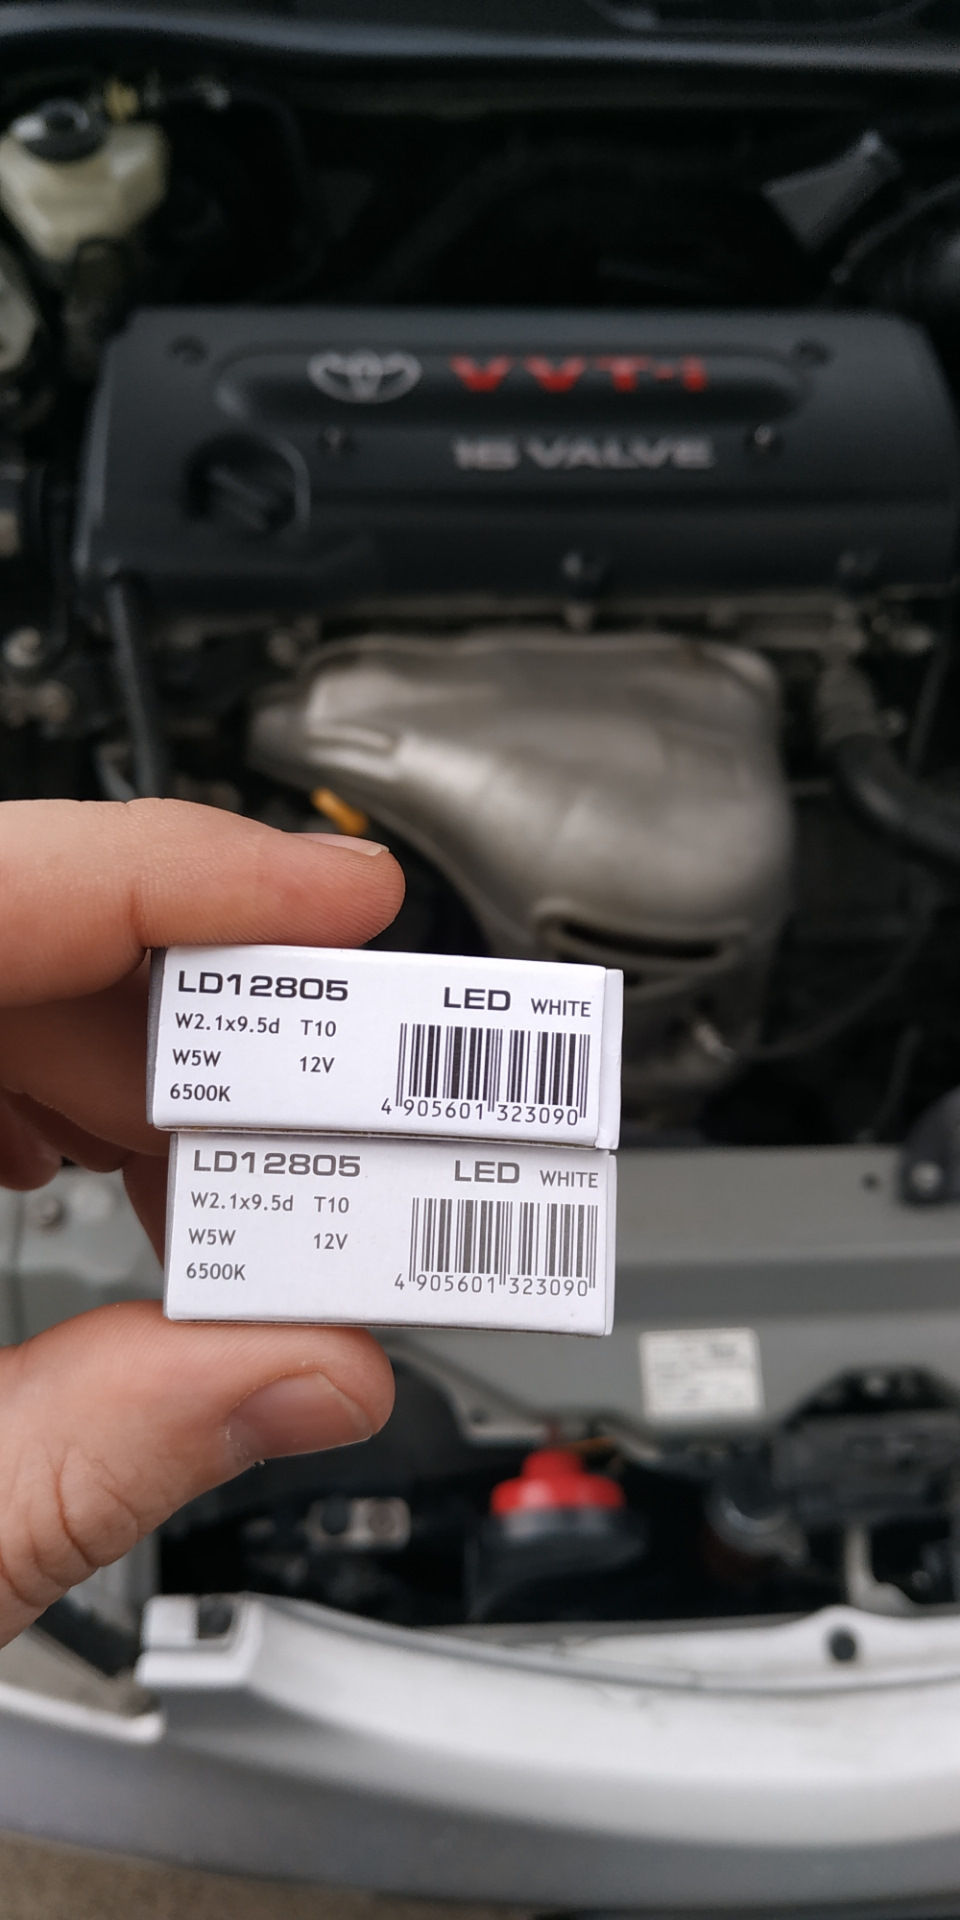 VVT-i
16 VALVE
LD12805 LED WHITE
W2.1x9.5d T10
W5W 12V
6500K
4 905601 323090
LD12805 LED WHITE
W2.1x9.5d T10
W5W 12V
6500K
4 905601 323090